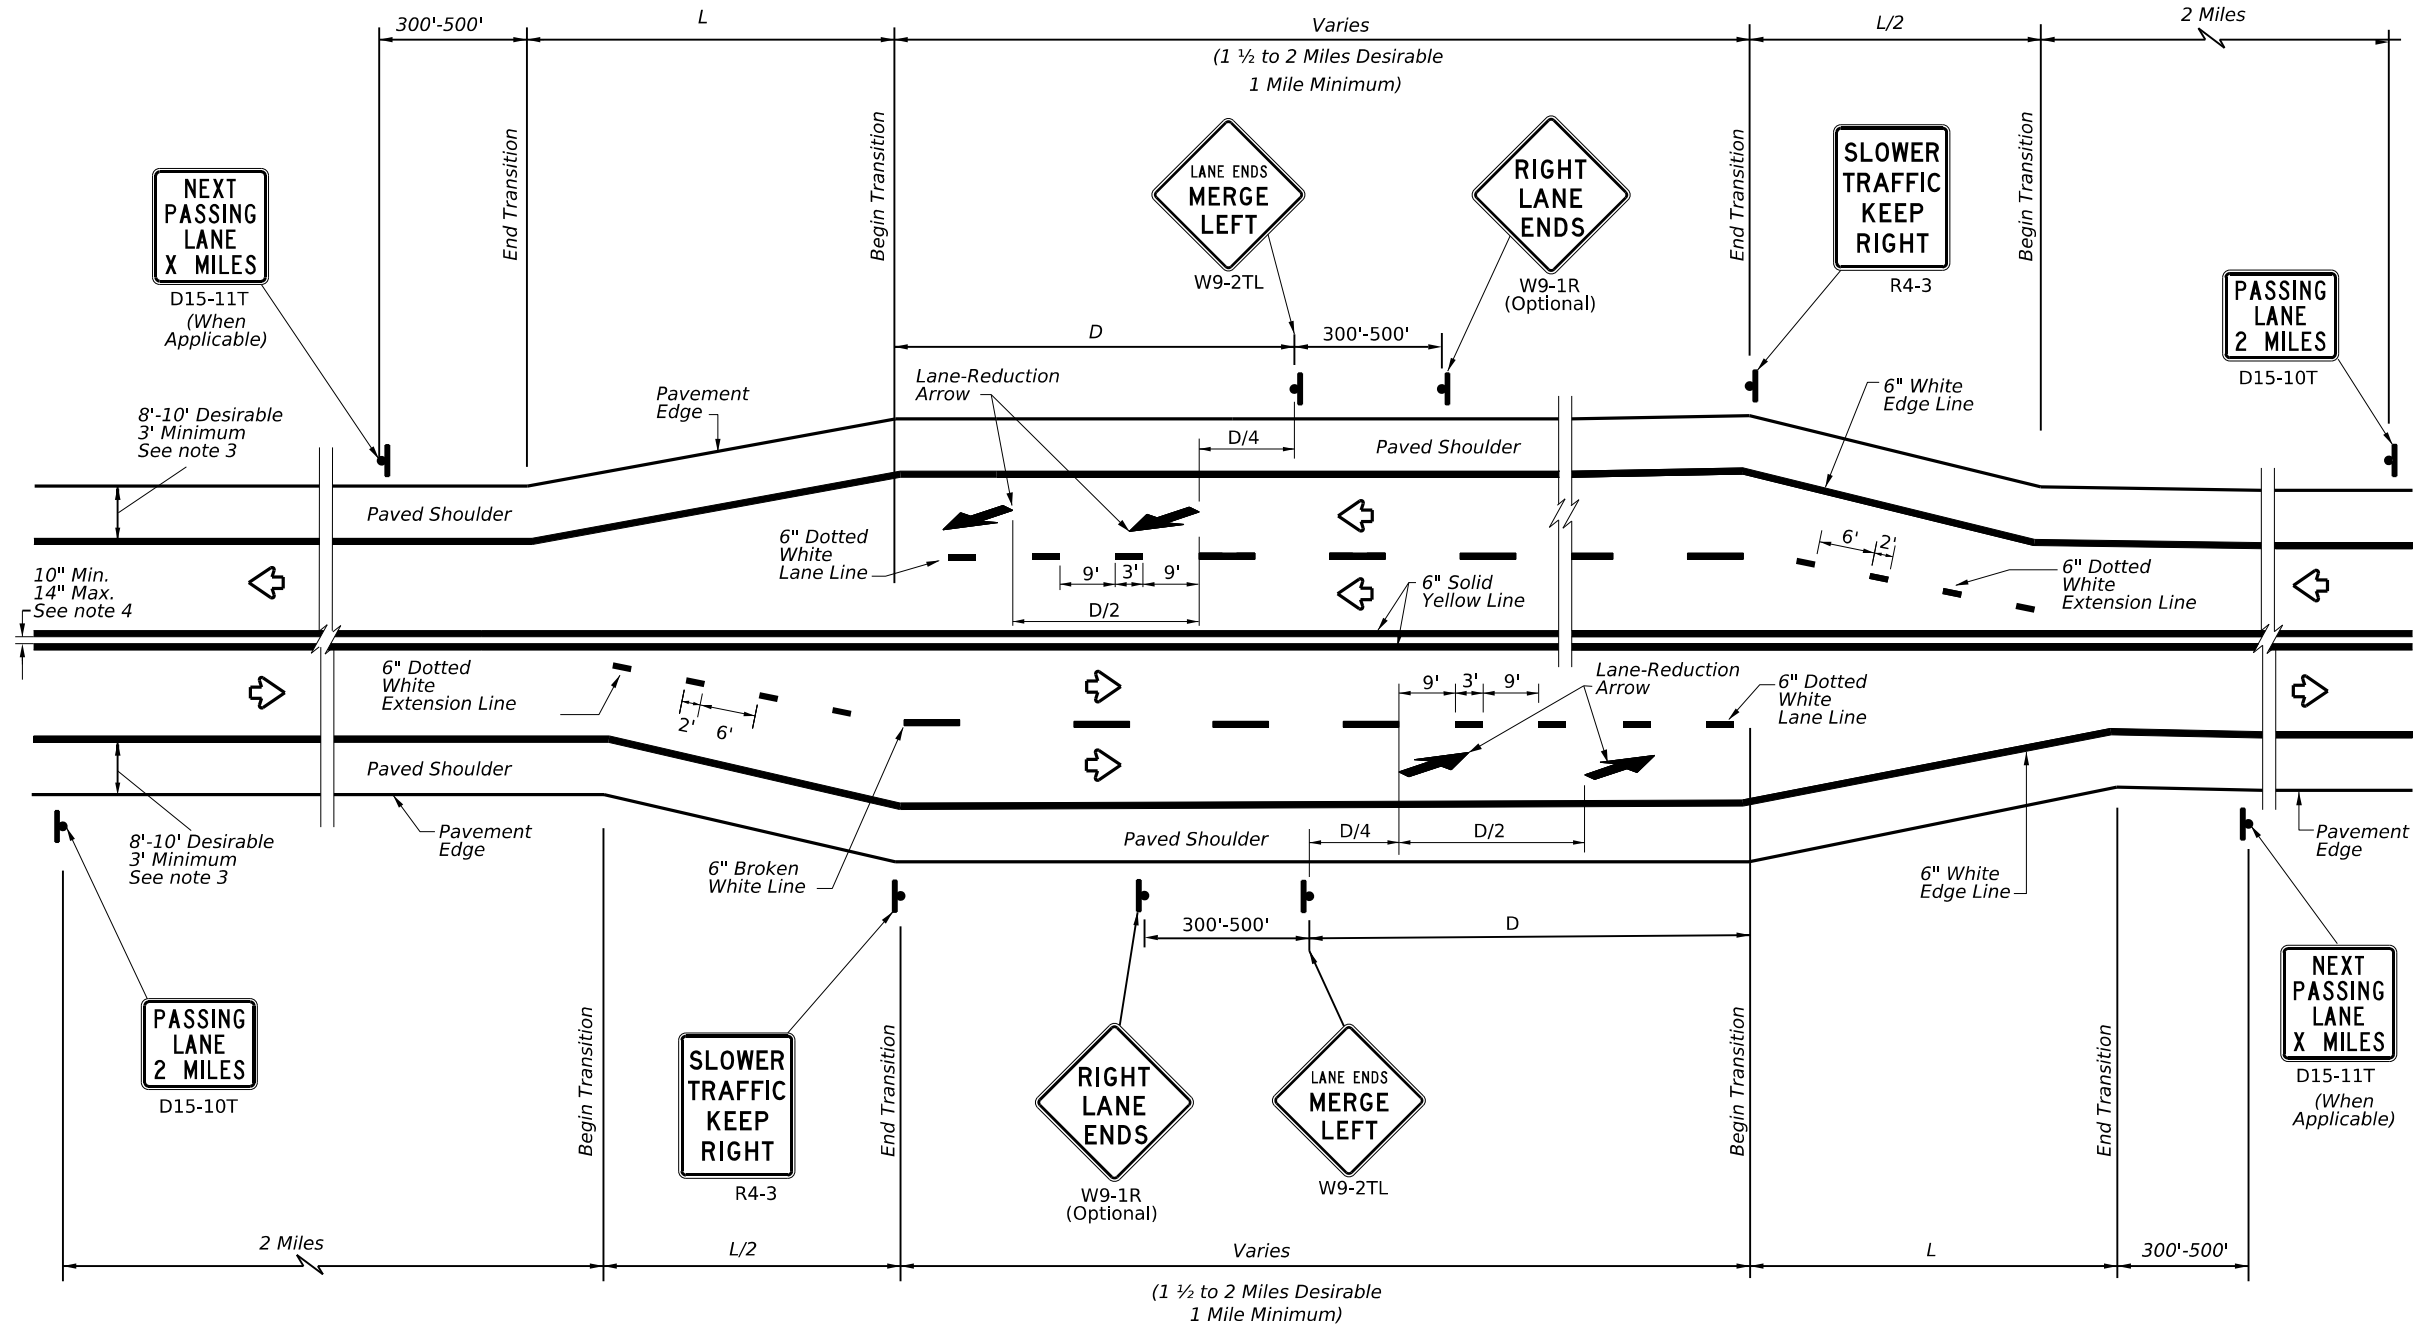 300'-500'
L
Varies
(1 ½ to 2 Miles Desirable
1 Mile Minimum)
L/2
2 Miles
End Transition
Begin Transition
End Transition
Begin Transition
NEXT
PASSING
LANE
X MILES
D15-11T
(When
Applicable)
LANE ENDS
MERGE
LEFT
W9-2TL
RIGHT
LANE
ENDS
W9-1R
(Optional)
SLOWER
TRAFFIC
KEEP
RIGHT
R4-3
PASSING
LANE
2 MILES
D15-10T
D
300'-500'
8'-10' Desirable
3' Minimum
See note 3
Pavement
Edge
Lane-Reduction
Arrow
D/4
Paved Shoulder
6" White
Edge Line
Paved Shoulder
6" Dotted
White
Lane Line
9'
3'
9'
D/2
6'
2'
6" Solid
Yellow Line
6" Dotted
White
Extension Line
10" Min.
14" Max.
See note 4
6" Dotted
White
Extension Line
2'
6'
9'
3'
9'
Lane-Reduction
Arrow
6" Dotted
White
Lane Line
Paved Shoulder
8'-10' Desirable
3' Minimum
See note 3
Pavement
Edge
6" Broken
White Line
Paved Shoulder
D/4
D/2
6" White
Edge Line
Pavement
Edge
300'-500'
D
PASSING
LANE
2 MILES
D15-10T
Begin Transition
SLOWER
TRAFFIC
KEEP
RIGHT
R4-3
End Transition
RIGHT
LANE
ENDS
W9-1R
(Optional)
LANE ENDS
MERGE
LEFT
W9-2TL
Begin Transition
End Transition
NEXT
PASSING
LANE
X MILES
D15-11T
(When
Applicable)
2 Miles
L/2
Varies
(1 ½ to 2 Miles Desirable
1 Mile Minimum)
L
300'-500'